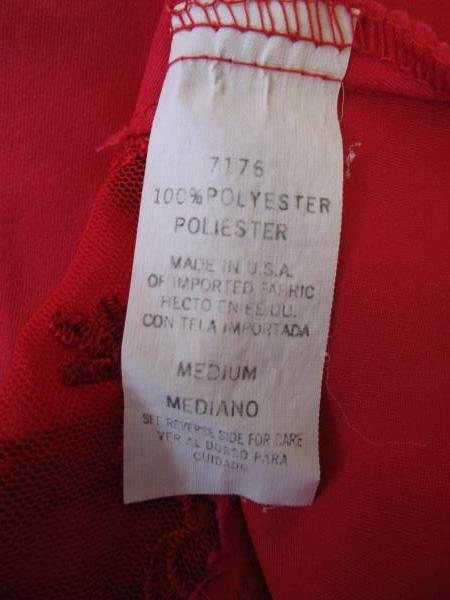 7176
100% POLYESTER
POLIESTER
MADE IN U.S.A.
OF IMPORTED FABRIC
HECTO EN EE.UU.
CON TELA IMPORTADA
MEDIUM
MEDIANO
SEE REVERSE SIDE FOR CARE
VER AL DORSO PARA
CUIDADO